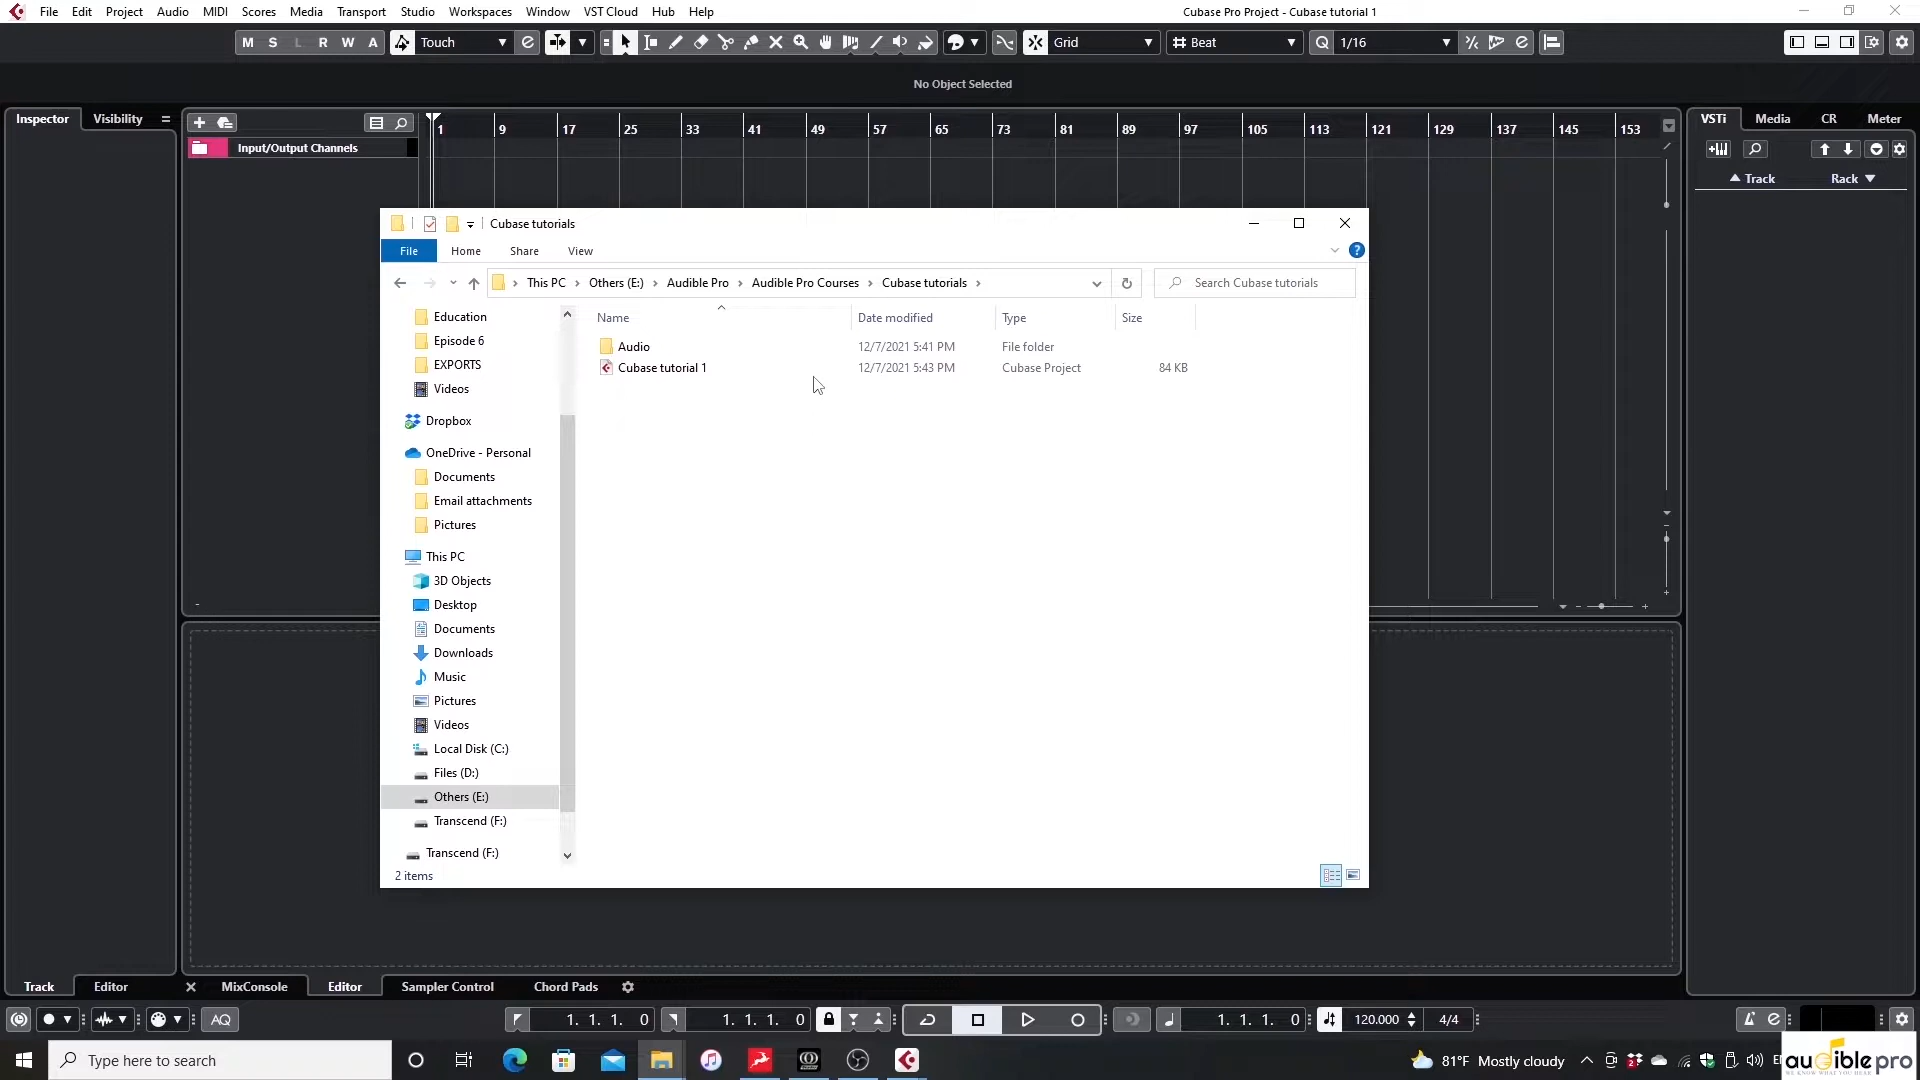 File Edit Project Audio MIDI Scores Media Transport Studio Workspaces Window VST Cloud Hub Help
Cubase Pro Project - Cubase tutorial 1
M S L R W A Touch Grid Beat Q 1/16
No Object Selected
Inspector Visibility
1 9 17 25 33 41 49 57 65 73 81 89 97 105 113 121 129 137 145 153
VSTi Media CR Meter
Input/Output Channels
Track Rack
Cubase tutorials
File Home Share View
This PC Others (E:) Audible Pro Audible Pro Courses Cubase tutorials
Search Cubase tutorials
Name Date modified Type Size
Audio 12/7/2021 5:41 PM File folder
Cubase tutorial 1 12/7/2021 5:43 PM Cubase Project 84 KB
Education
Episode 6
EXPORTS
Videos
Dropbox
OneDrive - Personal
Documents
Email attachments
Pictures
This PC
3D Objects
Desktop
Documents
Downloads
Music
Pictures
Videos
Local Disk (C:)
Files (D:)
Others (E:)
Transcend (F:)
Transcend (F:)
2 items
Track Editor MixConsole Editor Sampler Control Chord Pads
AQ 1. 1. 1. 0 1. 1. 1. 0 1. 1. 1. 0 120.000 4/4
Type here to search
81°F Mostly cloudy
audible pro